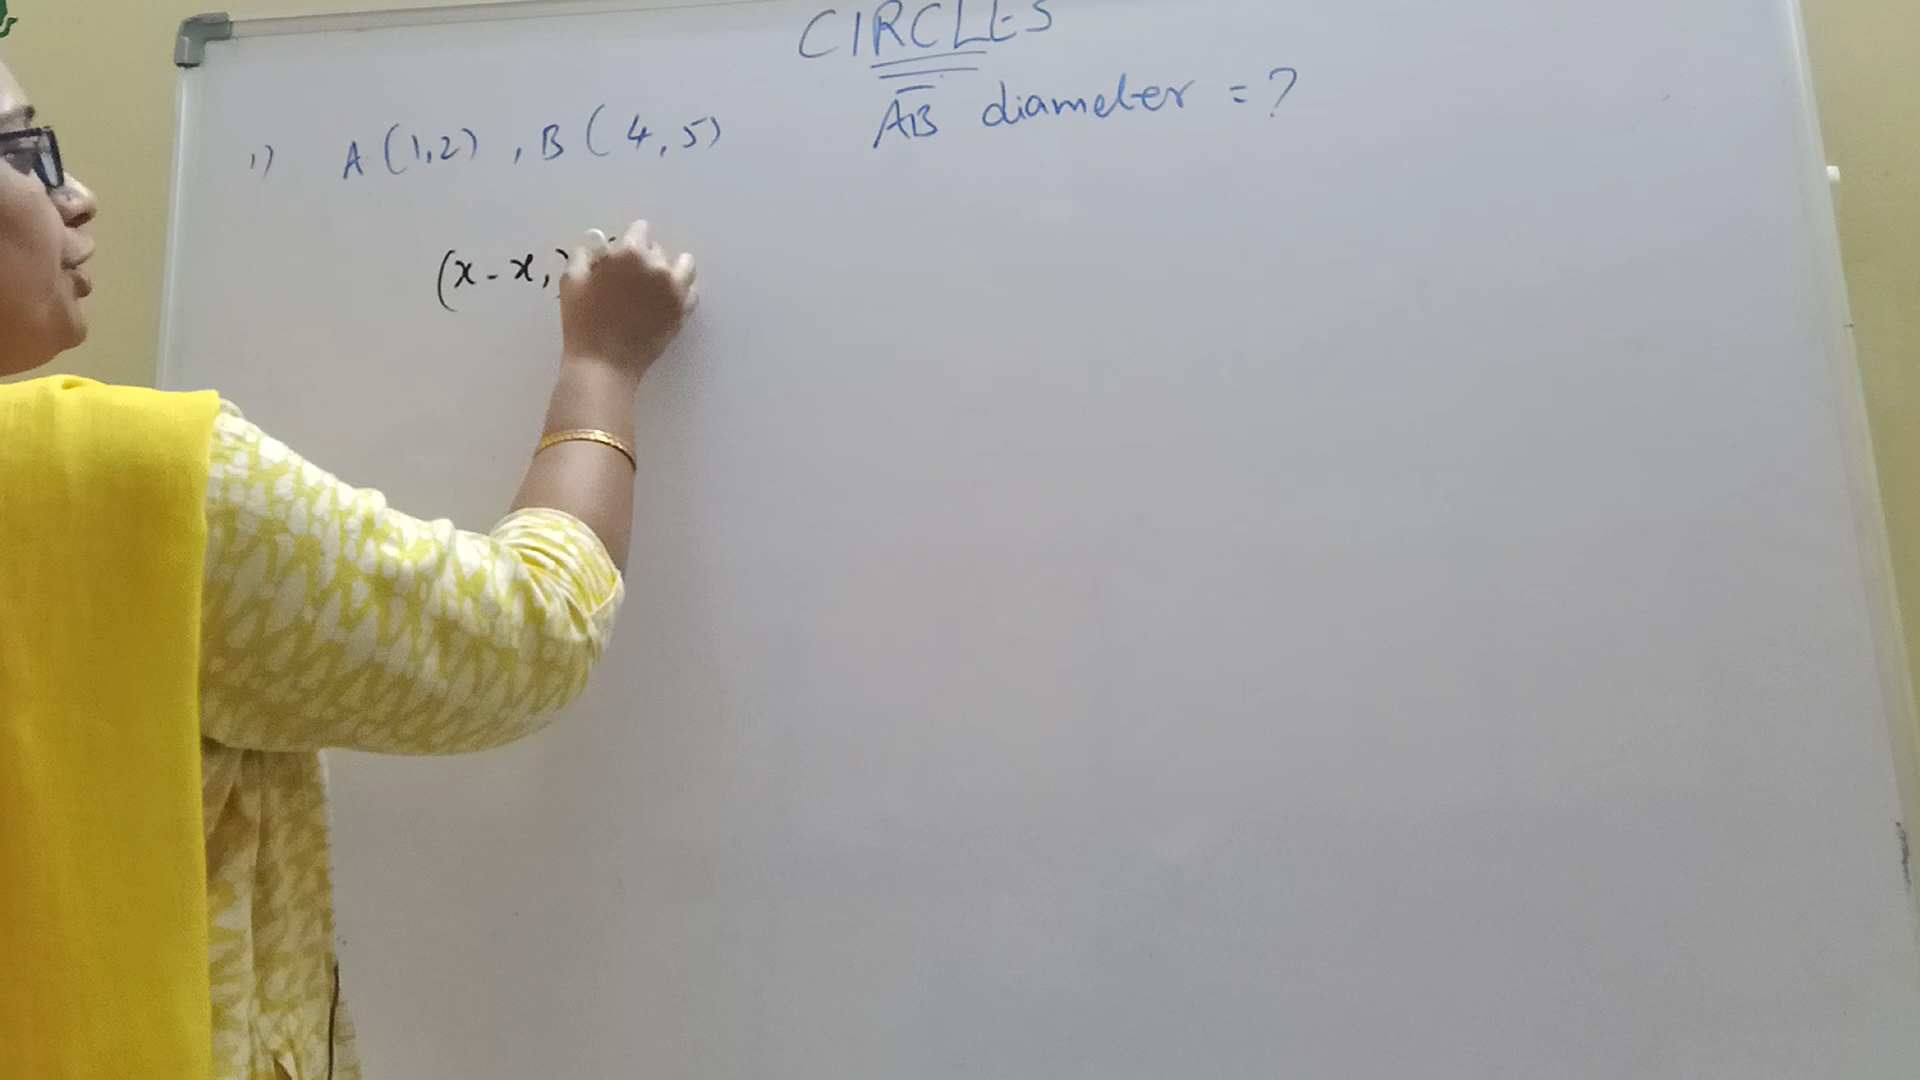 CIRCLES
1) A (1,2) , B ( 4, 5) AB diameter = ?
(x - x,)